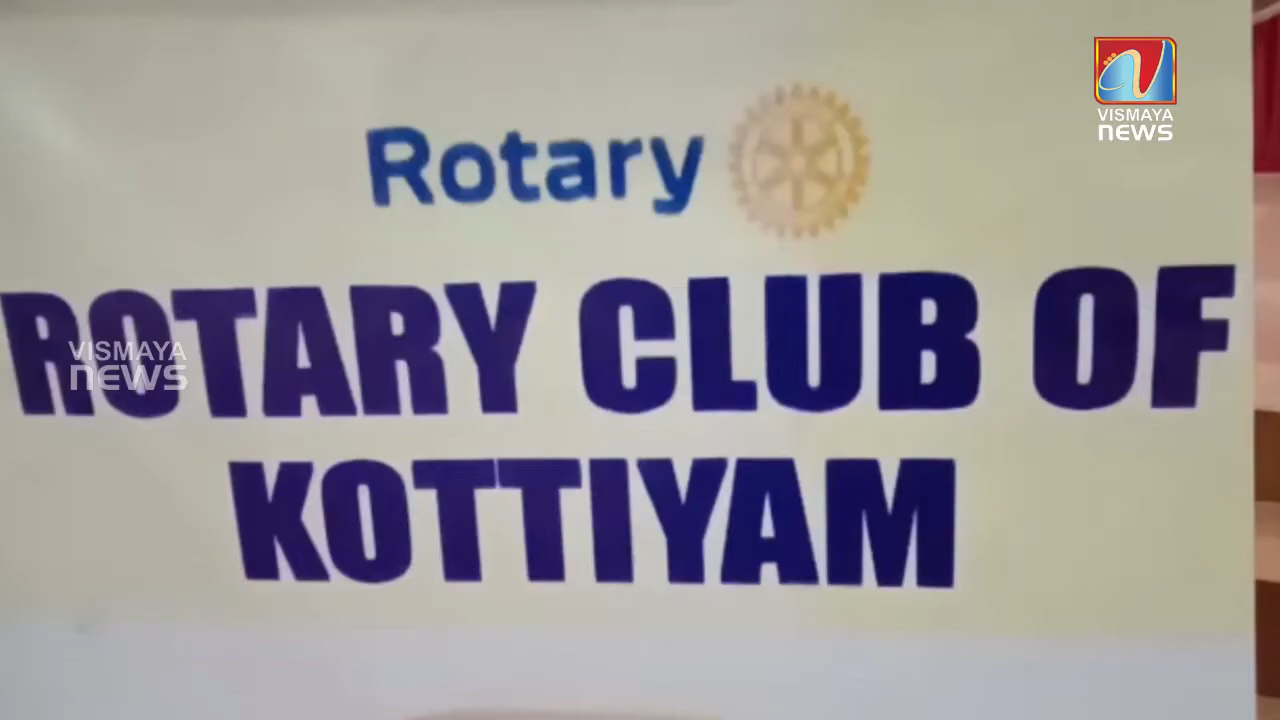 VISMAYA
NEWS
Rotary
ROTARY CLUB OF
VISMAYA
NEWS
KOTTIYAM